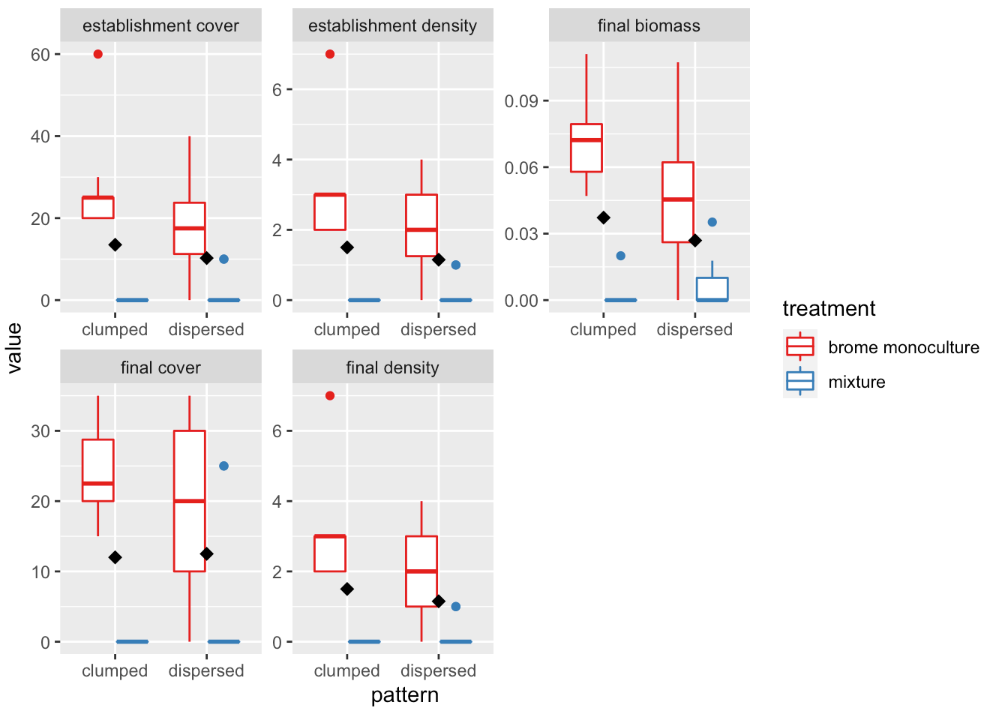 establishment cover
establishment density
final biomass
60
40
20
0
6
4
2
0
0.09
0.06
0.03
0.00
clumped dispersed
clumped dispersed
clumped dispersed
final cover
final density
30
20
10
0
6
4
2
0
clumped dispersed
clumped dispersed
value
pattern
treatment
brome monoculture
mixture